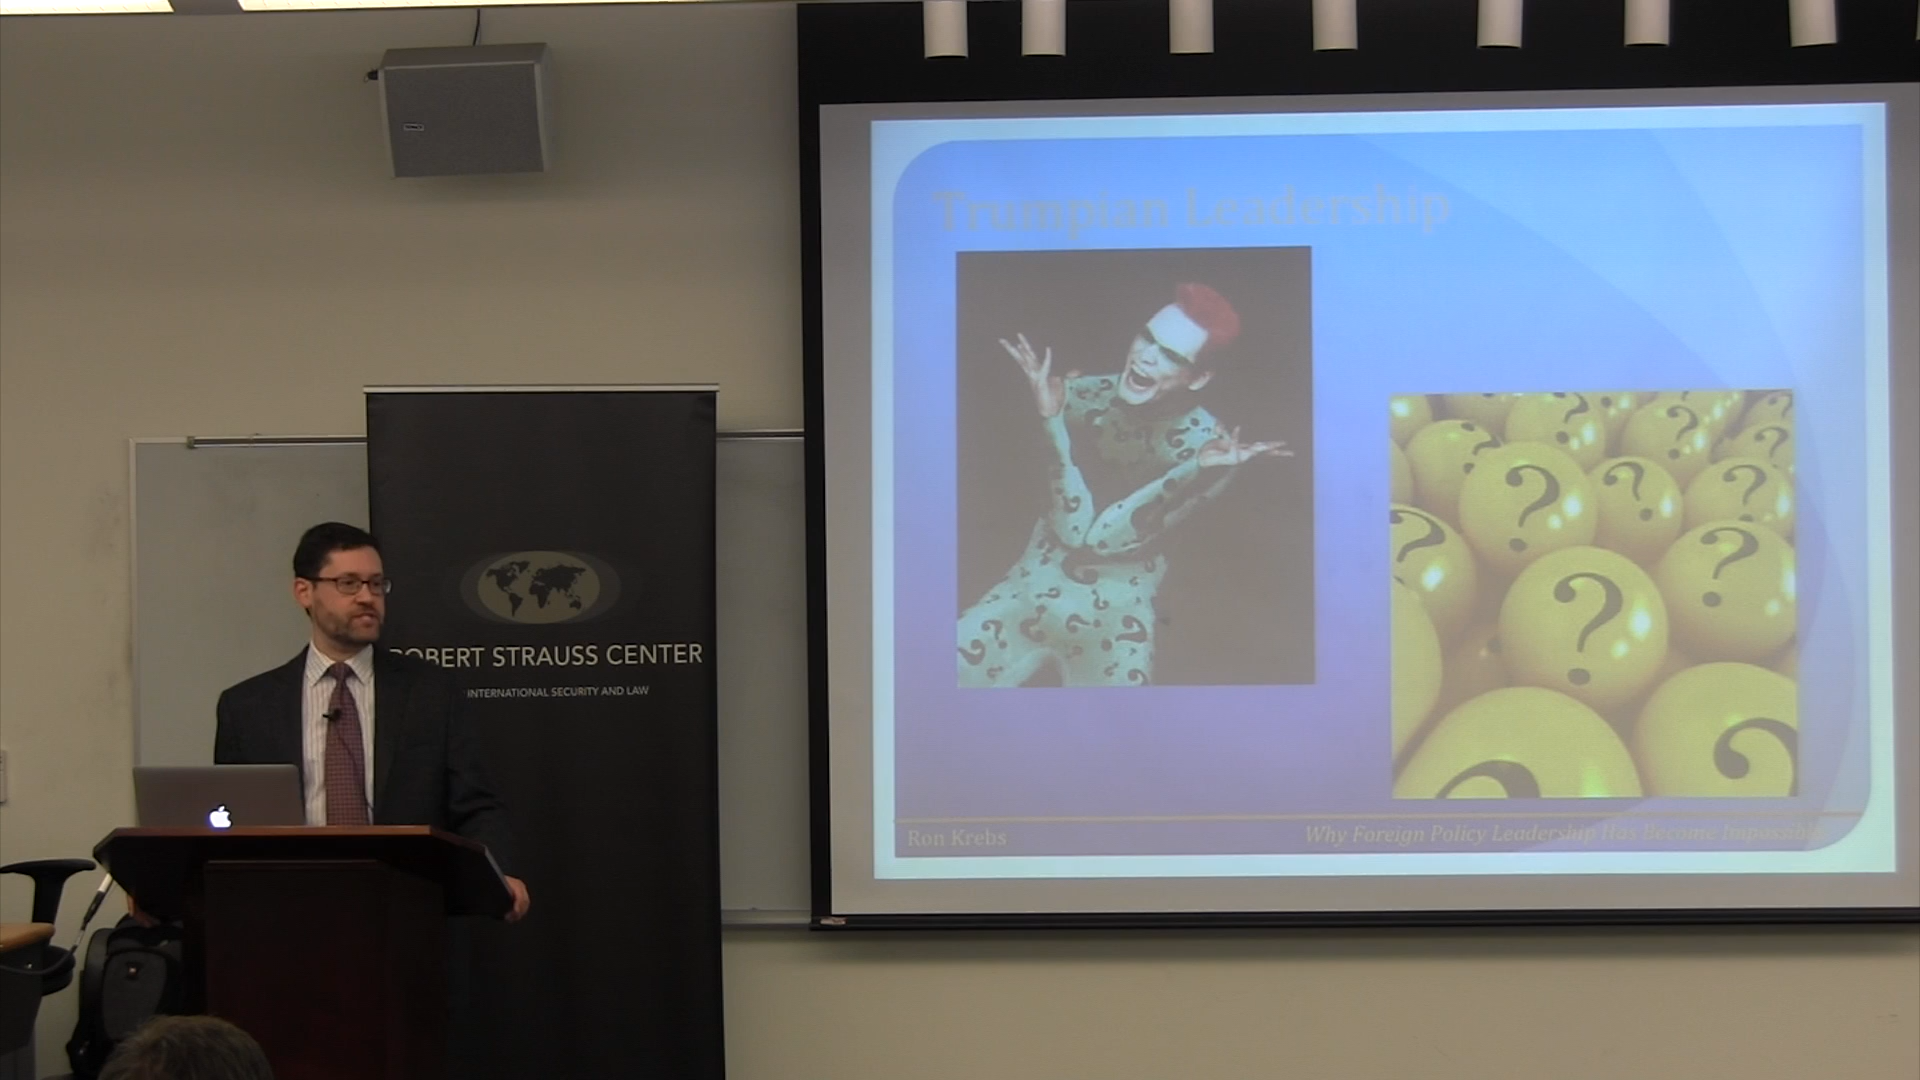 Trumpian Leadership
Ron Krebs
Why Foreign Policy Leadership Has Become Impossible
ROBERT STRAUSS CENTER
INTERNATIONAL SECURITY AND LAW